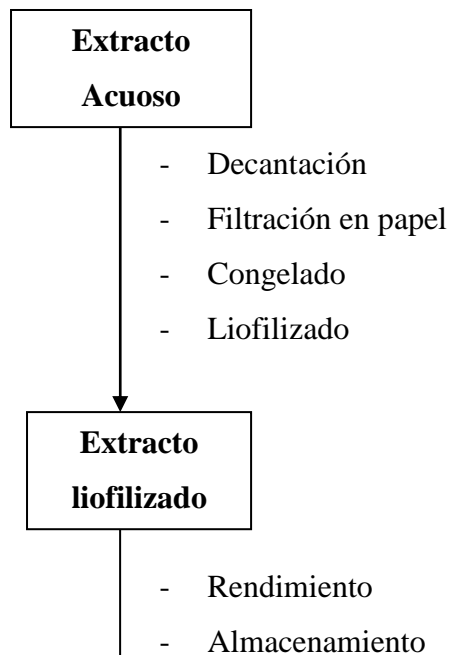 Extracto
Acuoso
- Decantación
- Filtración en papel
- Congelado
- Liofilizado
Extracto
liofilizado
- Rendimiento
- Almacenamiento